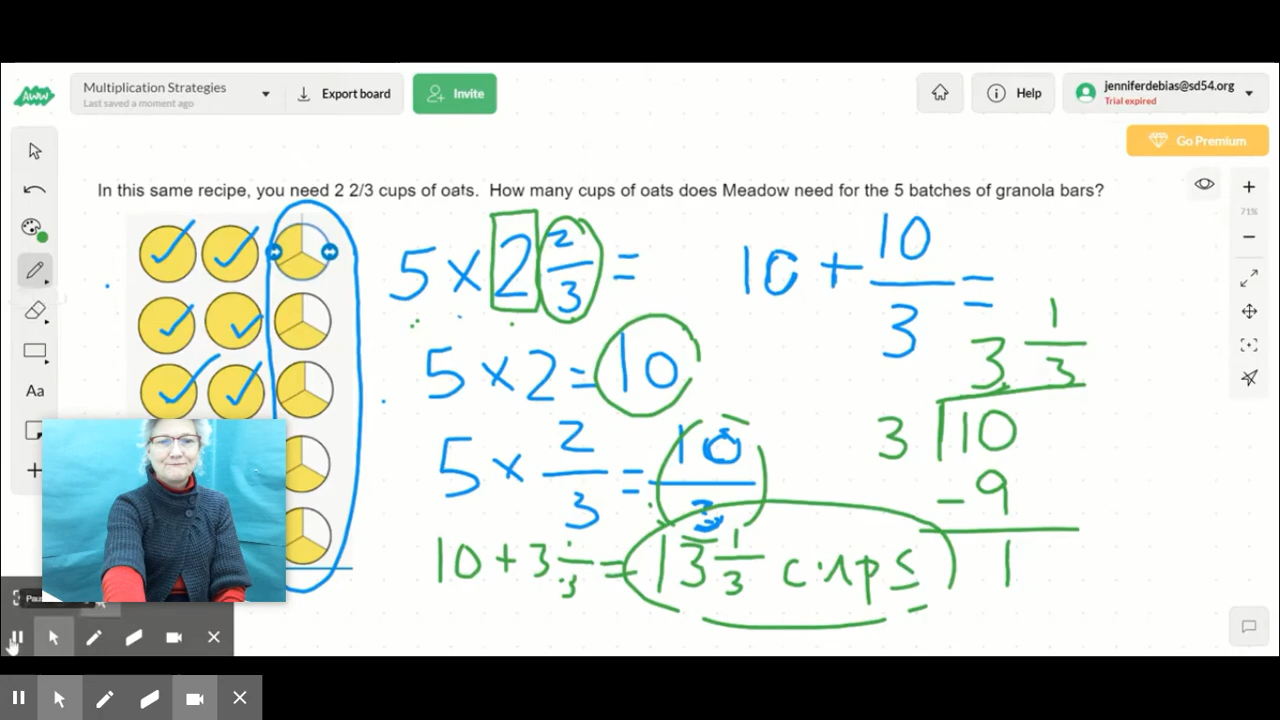 AWW
Multiplication Strategies
Last saved a moment ago
Export board
Invite
Help
jenniferdebias@sd54.org
Trial expired
Go Premium
In this same recipe, you need 2 2/3 cups of oats. How many cups of oats does Meadow need for the 5 batches of granola bars?
71%
5 × 2 2/3 =
10 + 10/3 =
5 × 2 = 10
3 1/3
3 10
- 9
1
5 × 2/3 = 10/3
10 + 3 1/3 = 13 1/3 cups
Aa